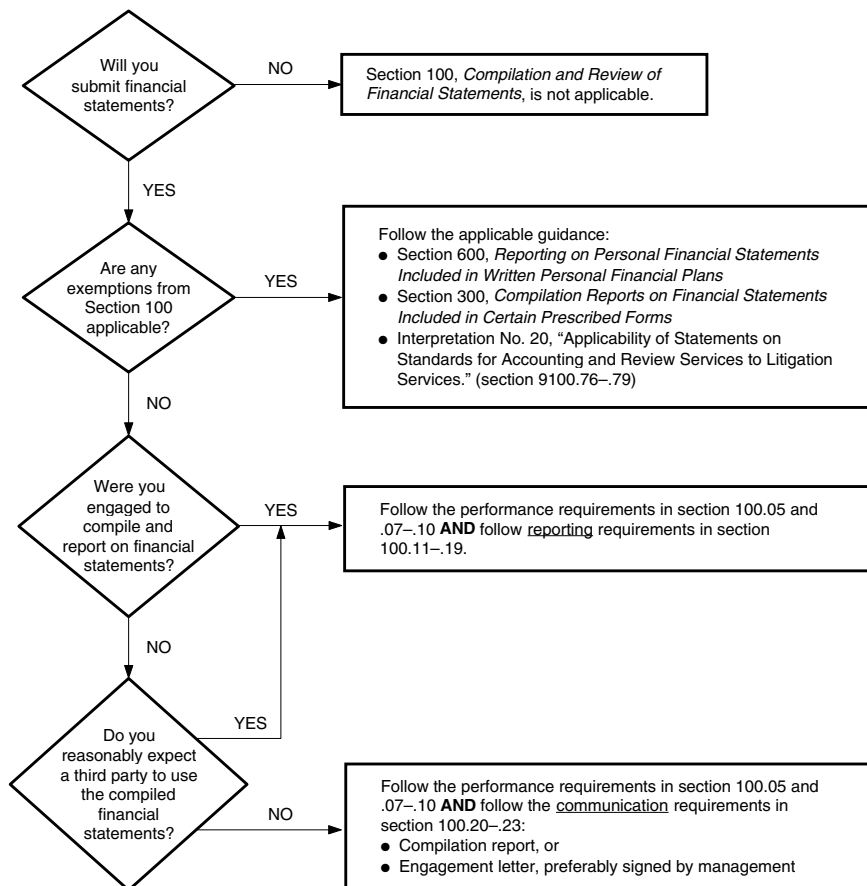 Will you
submit financial
statements?
NO
Section 100, Compilation and Review of
Financial Statements, is not applicable.
YES
Are any
exemptions from
Section 100
applicable?
YES
Follow the applicable guidance:
● Section 600, Reporting on Personal Financial Statements
Included in Written Personal Financial Plans
● Section 300, Compilation Reports on Financial Statements
Included in Certain Prescribed Forms
● Interpretation No. 20, “Applicability of Statements on
Standards for Accounting and Review Services to Litigation
Services.” (section 9100.76–.79)
NO
Were you
engaged to
compile and
report on financial
statements?
YES
Follow the performance requirements in section 100.05 and
.07–.10 AND follow reporting requirements in section
100.11–.19.
NO
Do you
reasonably expect
a third party to use
the compiled
financial
statements?
YES
NO
Follow the performance requirements in section 100.05 and
.07–.10 AND follow the communication requirements in
section 100.20–.23:
● Compilation report, or
● Engagement letter, preferably signed by management